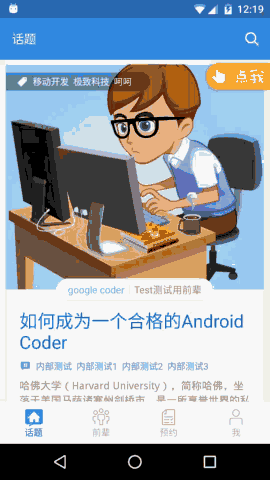 12:19
话题
移动开发 极致科技 呵呵
点我
google coder Test测试用前辈
如何成为一个合格的Android
Coder
内部测试 内部测试1 内部测试2 内部测试3
哈佛大学（Harvard University），简称哈佛，坐
落于美国马萨诸塞州剑桥市，是一所享誉世界的私
话题 前辈 预约 我